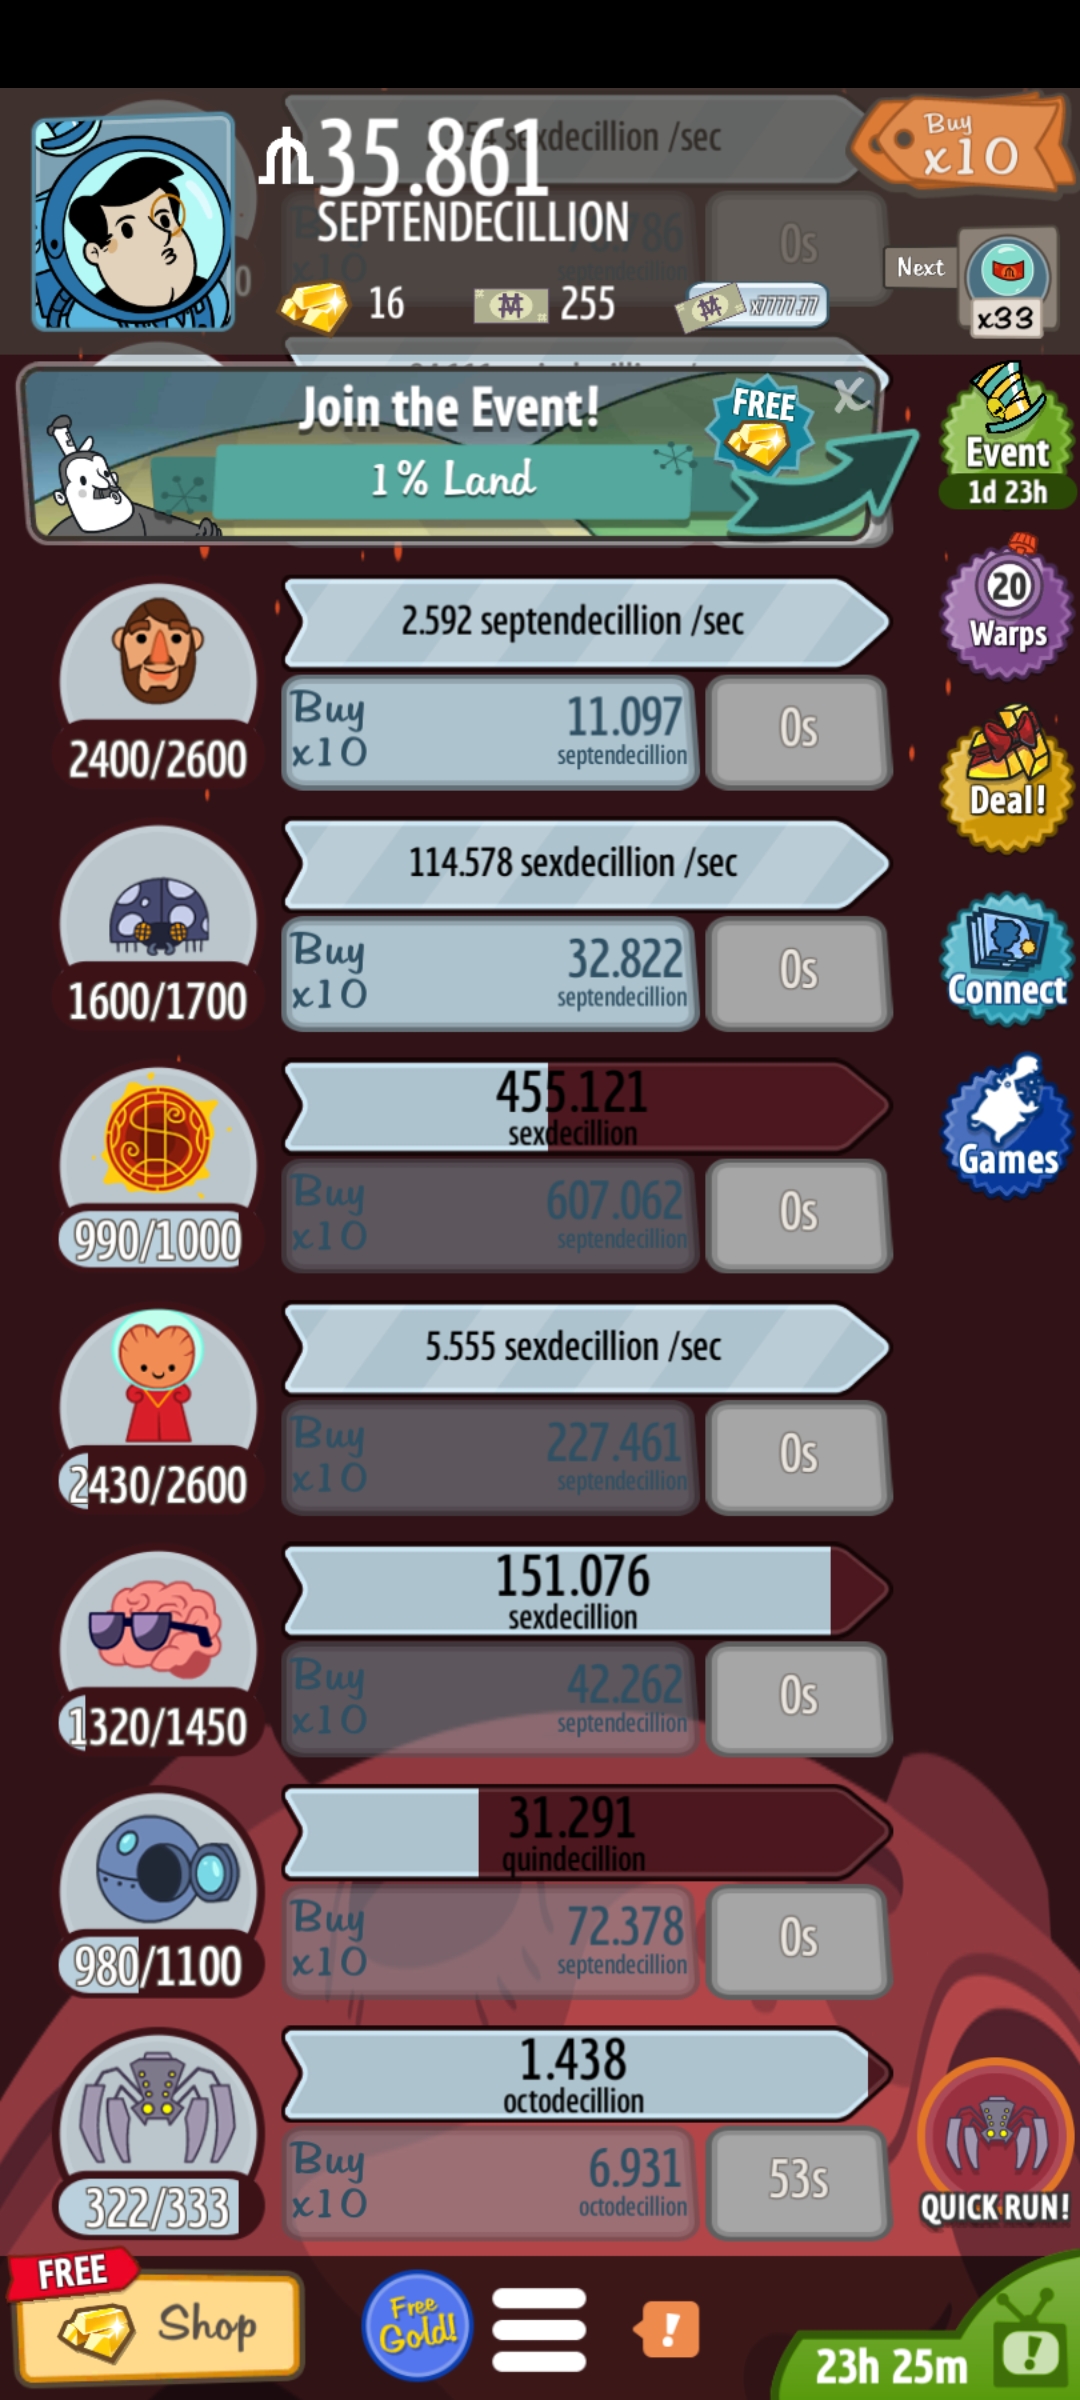 35.861
SEPTENDECILLION
Buy
x10
16
255
x7777.77
Next
x33
sexdecillion /sec
Buy
x10
septendecillion
0s
Join the Event!
1% Land
FREE
X
Event
1d 23h
2.592 septendecillion /sec
2400/2600
Buy
x10
11.097
septendecillion
0s
20
Warps
114.578 sexdecillion /sec
1600/1700
Buy
x10
32.822
septendecillion
0s
Deal!
455.121
sexdecillion
990/1000
Buy
x10
607.062
septendecillion
0s
Connect
Games
5.555 sexdecillion /sec
2430/2600
Buy
x10
227.461
septendecillion
0s
151.076
sexdecillion
1320/1450
Buy
x10
42.262
septendecillion
0s
31.291
quindecillion
980/1100
Buy
x10
72.378
septendecillion
0s
1.438
octodecillion
322/333
Buy
x10
6.931
octodecillion
53s
QUICK RUN!
FREE
Shop
Free
Gold!
!
23h 25m
!